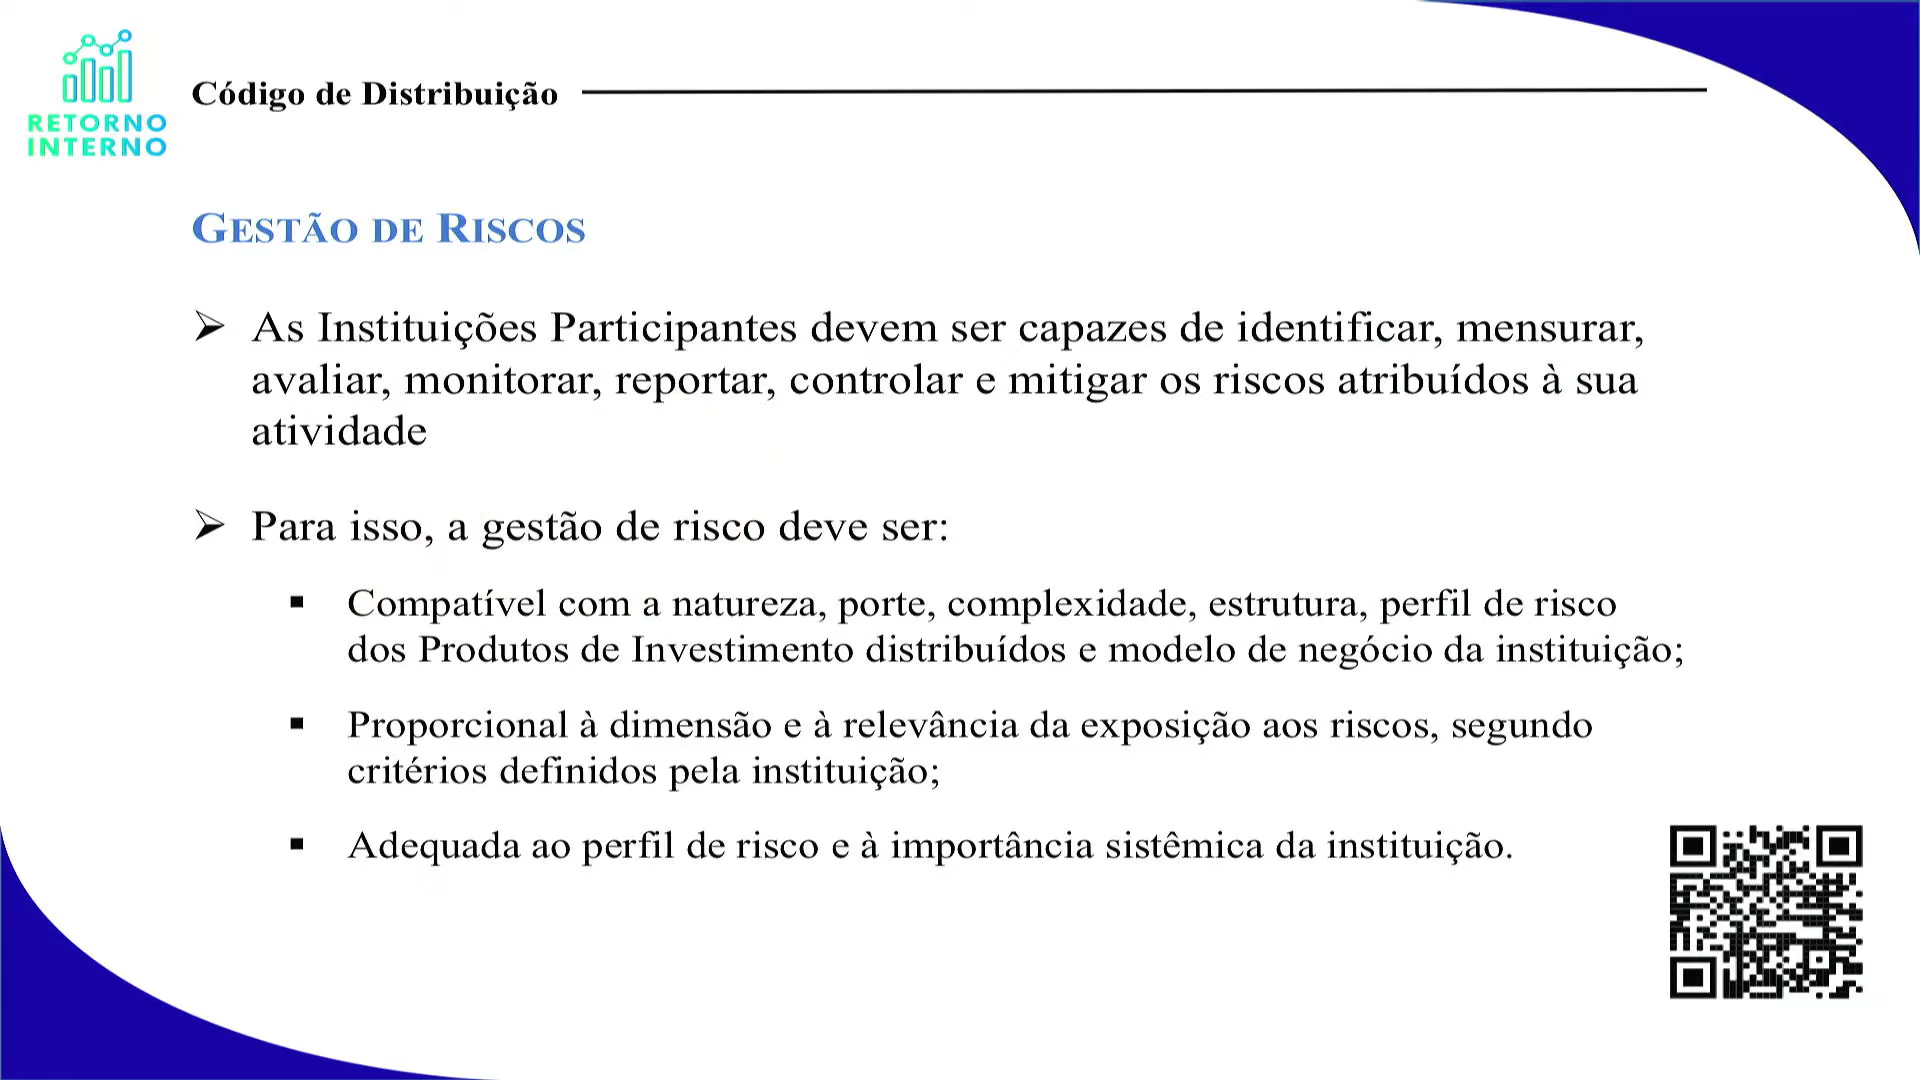 RETORNO
INTERNO
Código de Distribuição
GESTÃO DE RISCOS
➢ As Instituições Participantes devem ser capazes de identificar, mensurar,
avaliar, monitorar, reportar, controlar e mitigar os riscos atribuídos à sua
atividade
➢ Para isso, a gestão de risco deve ser:
▪ Compatível com a natureza, porte, complexidade, estrutura, perfil de risco
dos Produtos de Investimento distribuídos e modelo de negócio da instituição;
▪ Proporcional à dimensão e à relevância da exposição aos riscos, segundo
critérios definidos pela instituição;
▪ Adequada ao perfil de risco e à importância sistêmica da instituição.